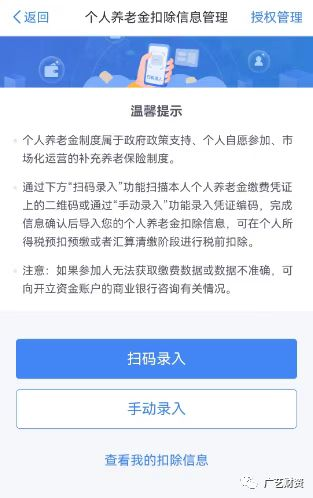 返回
个人养老金扣除信息管理
授权管理
温馨提示
个人养老金制度属于政府政策支持、个人自愿参加、市
场化运营的补充养老保险制度。
通过下方“扫码录入”功能扫描本人个人养老金缴费凭证
上的二维码或通过“手动录入”功能录入凭证编码，完成
信息确认后导入您的个人养老金扣除信息，可在个人所
得税预扣预缴或者汇算清缴阶段进行税前扣除。
注意：如果参加人无法获取缴费数据或数据不准确，可
向开立资金账户的商业银行咨询有关情况。
扫码录入
手动录入
查看我的扣除信息
广艺财资